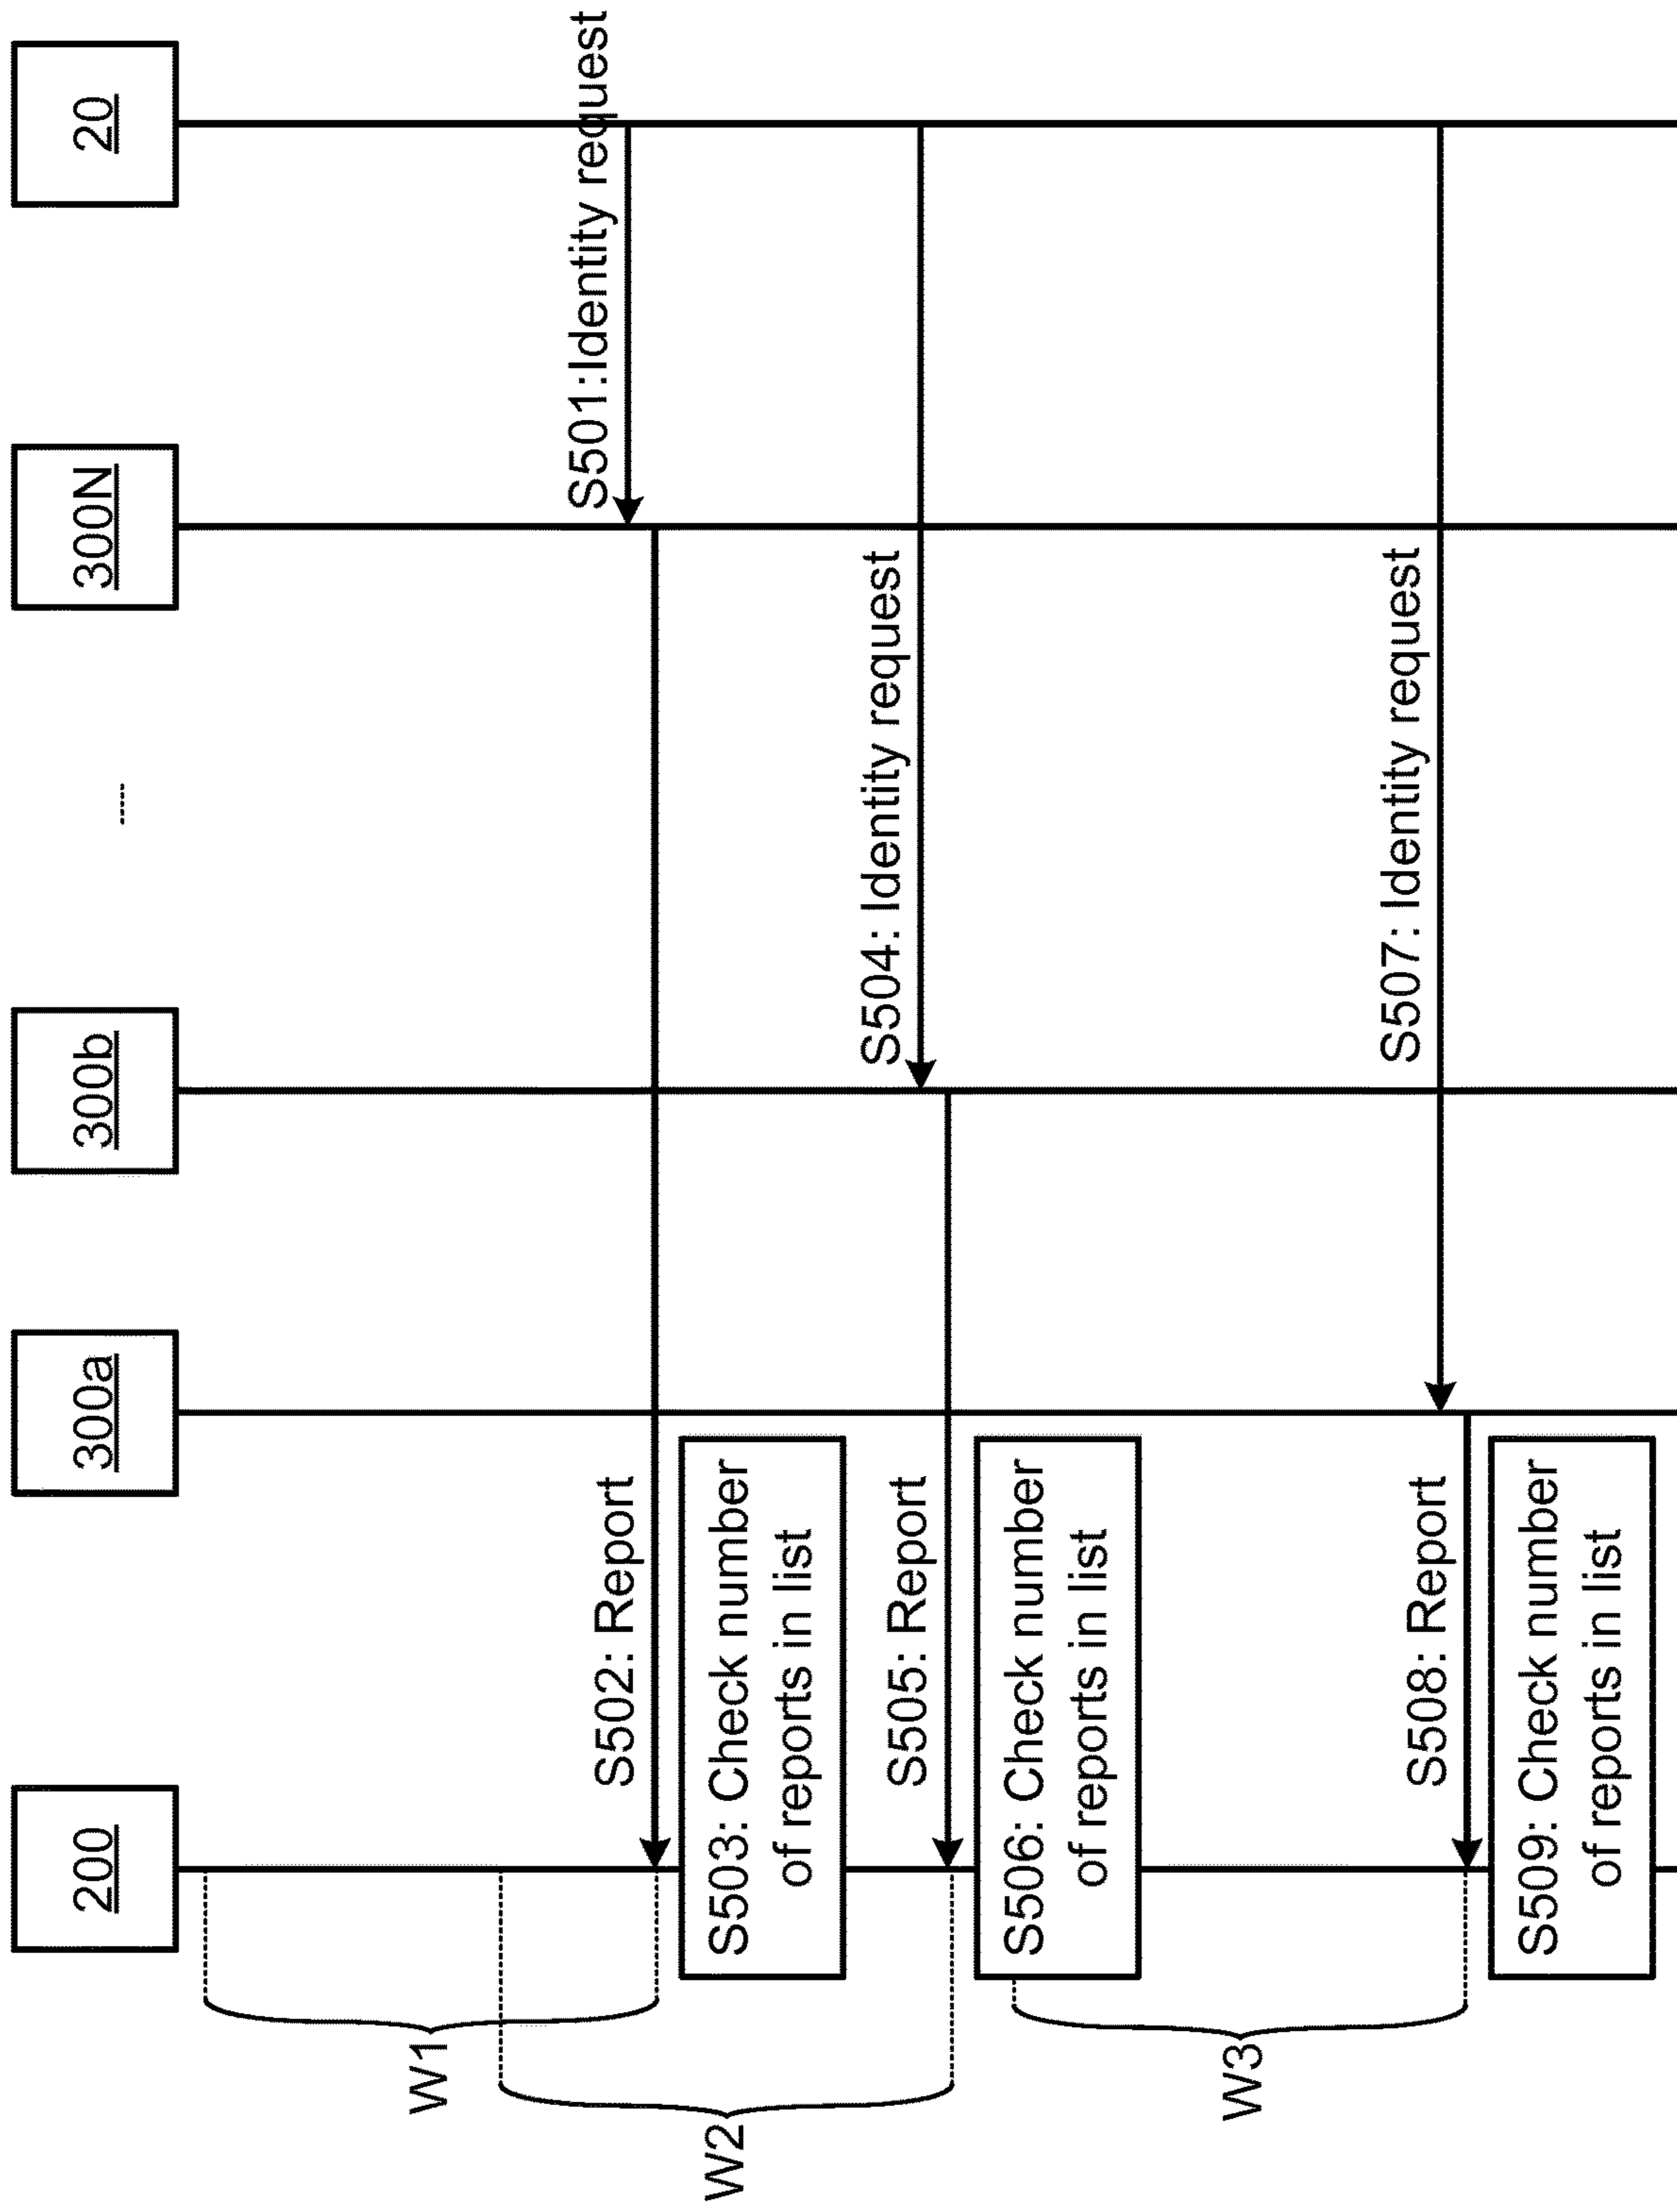 200
300a
300b
300N
20
S501:Identity request
S502: Report
S503: Check number
of reports in list
S504: Identity request
S505: Report
S506: Check number
of reports in list
S507: Identity request
S508: Report
S509: Check number
of reports in list
W1
W2
W3